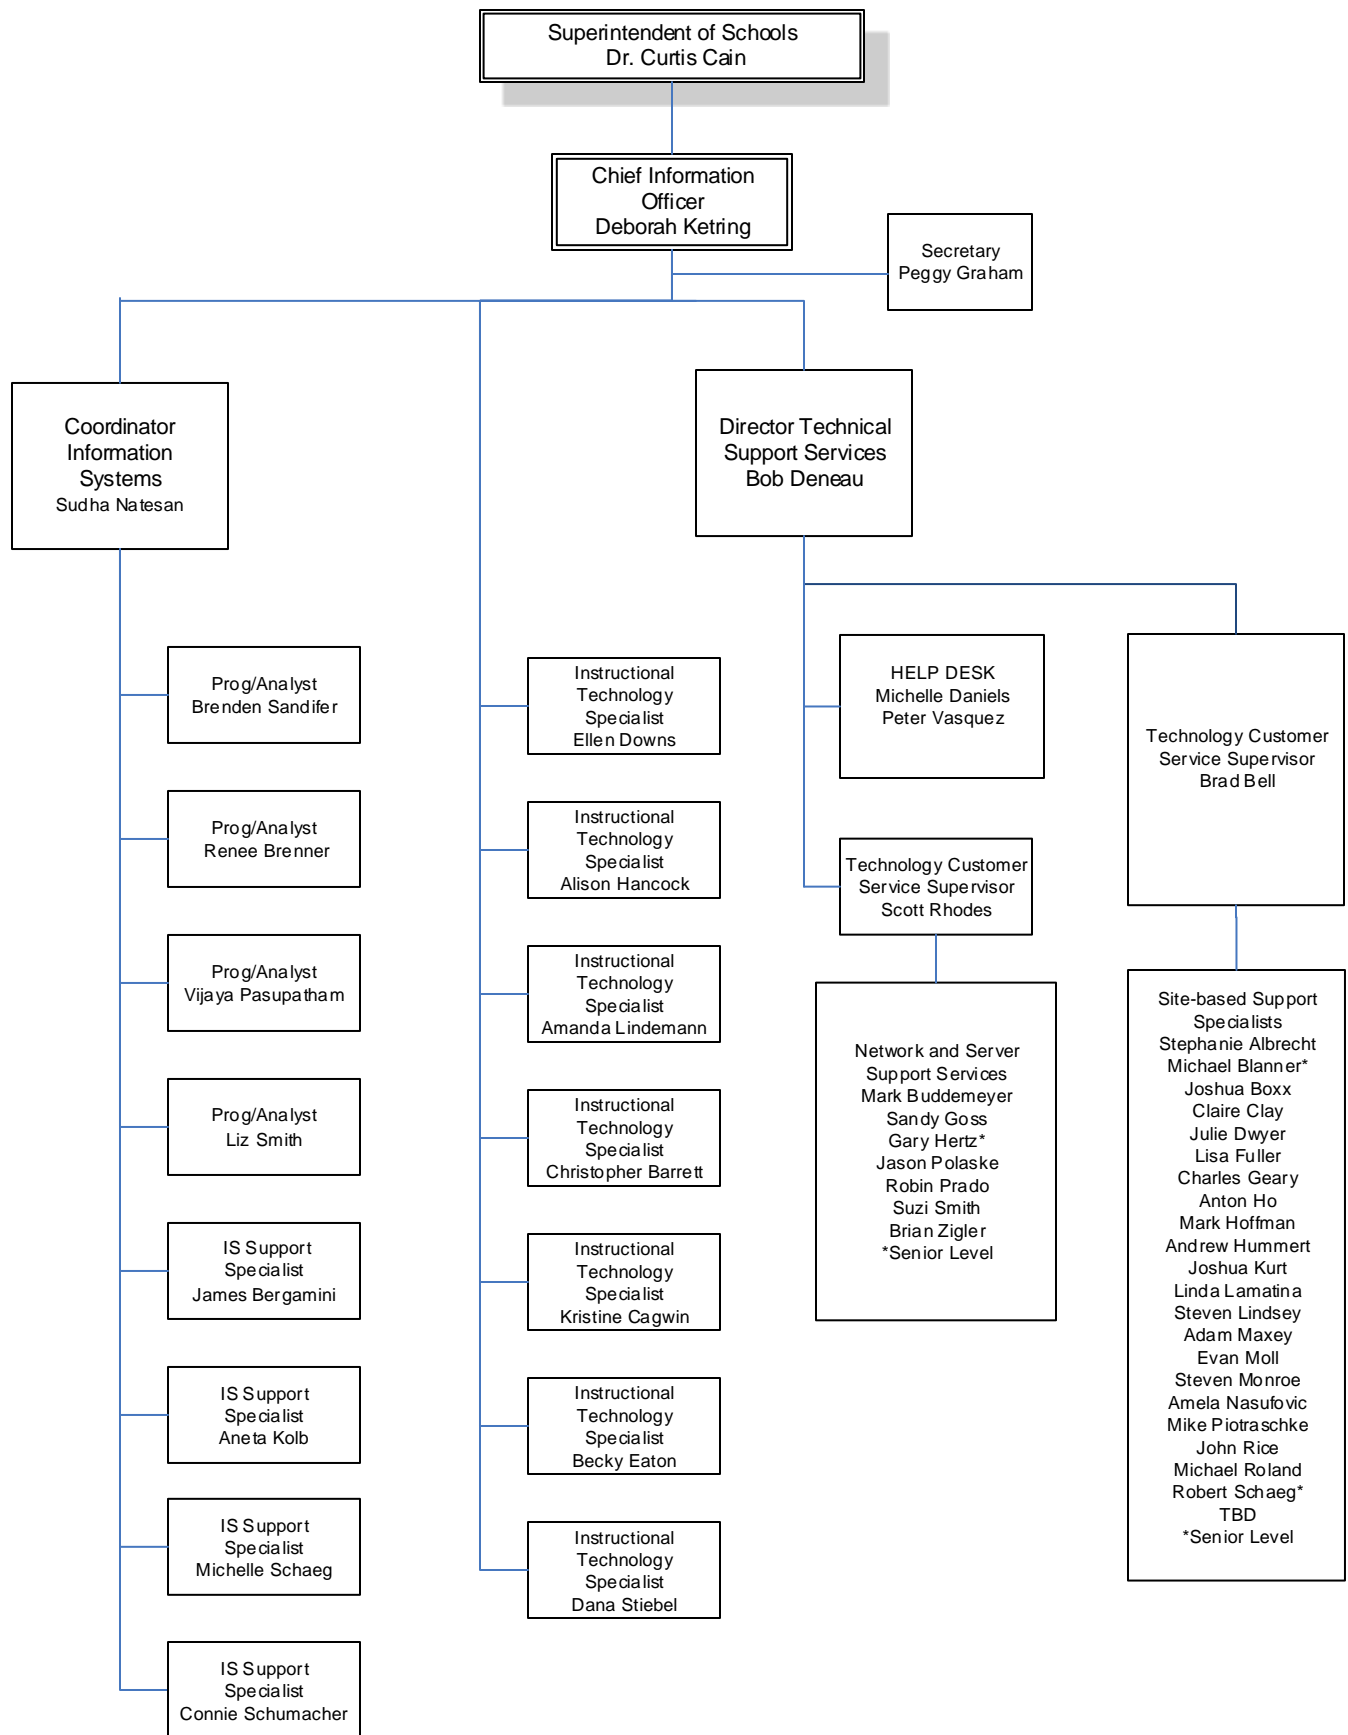 Superintendent of Schools
Dr. Curtis Cain
Chief Information
Officer
Deborah Ketring
Secretary
Peggy Graham
Coordinator
Information
Systems
Sudha Natesan
Director Technical
Support Services
Bob Deneau
Prog/Analyst
Brenden Sandifer
Prog/Analyst
Renee Brenner
Prog/Analyst
Vijaya Pasupatham
Prog/Analyst
Liz Smith
IS Support
Specialist
James Bergamini
IS Support
Specialist
Aneta Kolb
IS Support
Specialist
Michelle Schaeg
IS Support
Specialist
Connie Schumacher
Instructional
Technology
Specialist
Ellen Downs
Instructional
Technology
Specialist
Alison Hancock
Instructional
Technology
Specialist
Amanda Lindemann
Instructional
Technology
Specialist
Christopher Barrett
Instructional
Technology
Specialist
Kristine Cagwin
Instructional
Technology
Specialist
Becky Eaton
Instructional
Technology
Specialist
Dana Stiebel
HELP DESK
Michelle Daniels
Peter Vasquez
Technology Customer
Service Supervisor
Scott Rhodes
Network and Server
Support Services
Mark Buddemeyer
Sandy Goss
Gary Hertz*
Jason Polaske
Robin Prado
Suzi Smith
Brian Zigler
*Senior Level
Technology Customer
Service Supervisor
Brad Bell
Site-based Support
Specialists
Stephanie Albrecht
Michael Blanner*
Joshua Boxx
Claire Clay
Julie Dwyer
Lisa Fuller
Charles Geary
Anton Ho
Mark Hoffman
Andrew Hummert
Joshua Kurt
Linda Lamatina
Steven Lindsey
Adam Maxey
Evan Moll
Steven Monroe
Amela Nasufovic
Mike Piotraschke
John Rice
Michael Roland
Robert Schaeg*
TBD
*Senior Level